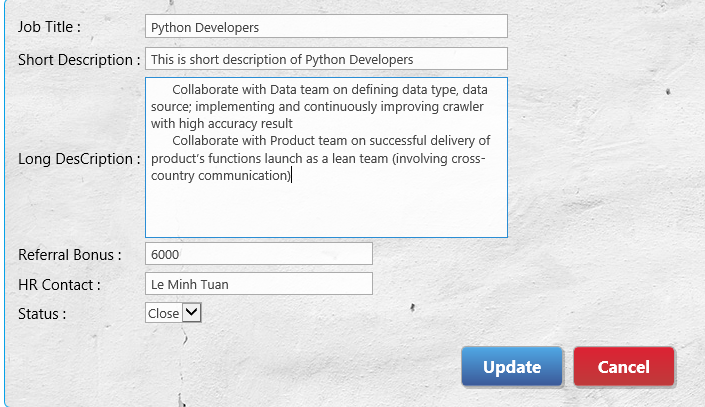 Job Title :
Python Developers
Short Description :
This is short description of Python Developers
Long DesCription :
Collaborate with Data team on defining data type, data
source; implementing and continuously improving crawler
with high accuracy result
Collaborate with Product team on successful delivery of
product's functions launch as a lean team (involving cross-
country communication)
Referral Bonus :
6000
HR Contact :
Le Minh Tuan
Status :
Close
Update
Cancel